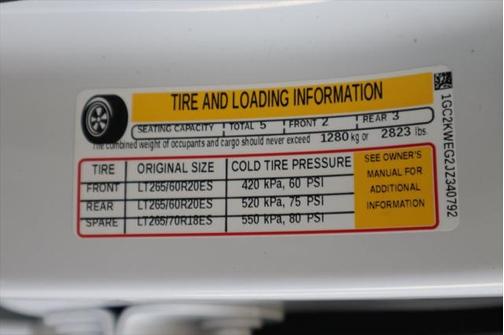 TIRE AND LOADING INFORMATION
SEATING CAPACITY TOTAL 5 FRONT 2 REAR 3
The combined weight of occupants and cargo should never exceed 1280 kg or 2823 lbs.
TIRE ORIGINAL SIZE COLD TIRE PRESSURE
FRONT LT265/60R20ES 420 kPa, 60 PSI
REAR LT265/60R20ES 520 kPa, 75 PSI
SPARE LT265/70R18ES 550 kPa, 80 PSI
SEE OWNER'S
MANUAL FOR
ADDITIONAL
INFORMATION
1GC2KWEG2JZ340792